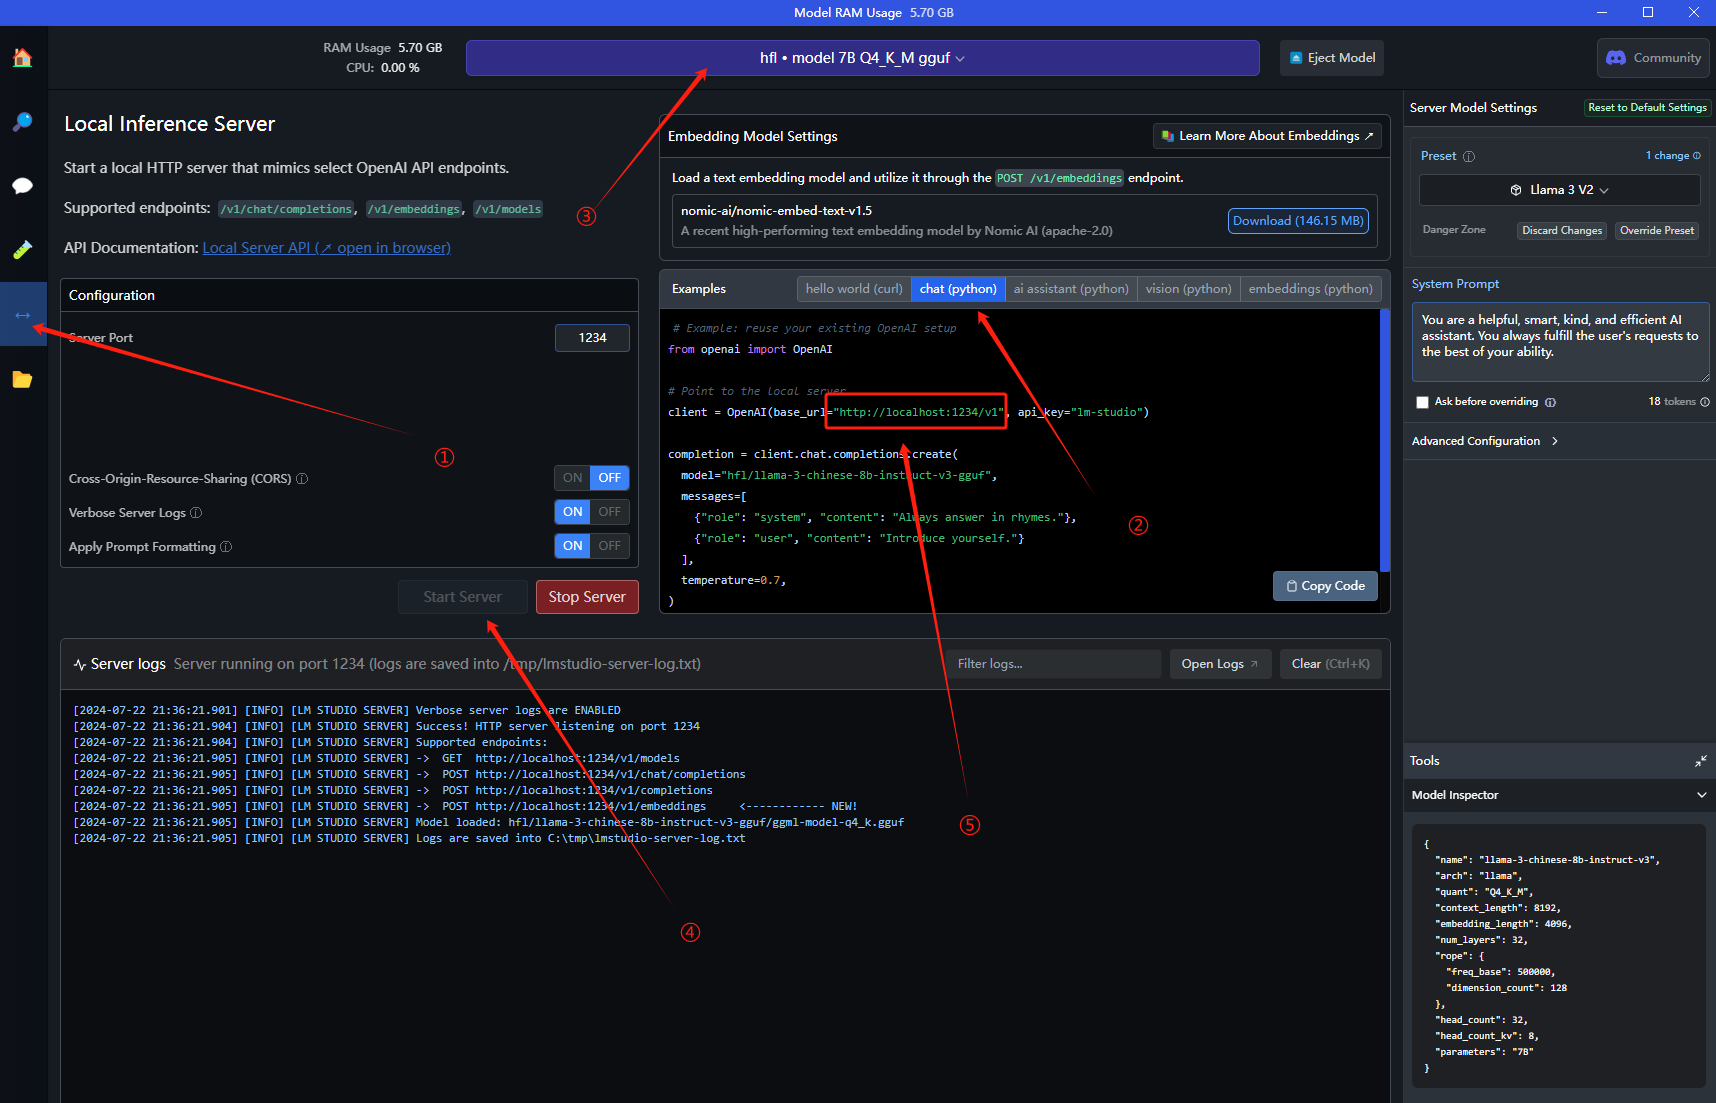 Model RAM Usage 5.70 GB
RAM Usage 5.70 GB
CPU: 0.00 %
hfl • model 7B Q4_K_M gguf
Eject Model
Community
Local Inference Server
Start a local HTTP server that mimics select OpenAI API endpoints.
Supported endpoints: /v1/chat/completions, /v1/embeddings, /v1/models
③
API Documentation: Local Server API (↗ open in browser)
Configuration
Server Port 1234
①
Cross-Origin-Resource-Sharing (CORS) ON OFF
Verbose Server Logs ON OFF
Apply Prompt Formatting ON OFF
Start Server Stop Server
Embedding Model Settings
Learn More About Embeddings ↗
Load a text embedding model and utilize it through the POST /v1/embeddings endpoint.
nomic-ai/nomic-embed-text-v1.5
A recent high-performing text embedding model by Nomic AI (apache-2.0)
Download (146.15 MB)
Examples hello world (curl) chat (python) ai assistant (python) vision (python) embeddings (python)
# Example: reuse your existing OpenAI setup
from openai import OpenAI
# Point to the local server
client = OpenAI(base_url="http://localhost:1234/v1", api_key="lm-studio")
completion = client.chat.completions.create(
model="hfl/llama-3-chinese-8b-instruct-v3-gguf",
messages=[
{"role": "system", "content": "Always answer in rhymes."},
{"role": "user", "content": "Introduce yourself."}
],
temperature=0.7,
)
②
Copy Code
Server logs Server running on port 1234 (logs are saved into /tmp/lmstudio-server-log.txt)
Filter logs...
Open Logs ↗
Clear (Ctrl+K)
[2024-07-22 21:36:21.901] [INFO] [LM STUDIO SERVER] Verbose server logs are ENABLED
[2024-07-22 21:36:21.904] [INFO] [LM STUDIO SERVER] Success! HTTP server listening on port 1234
[2024-07-22 21:36:21.904] [INFO] [LM STUDIO SERVER] Supported endpoints:
[2024-07-22 21:36:21.905] [INFO] [LM STUDIO SERVER] -> GET http://localhost:1234/v1/models
[2024-07-22 21:36:21.905] [INFO] [LM STUDIO SERVER] -> POST http://localhost:1234/v1/chat/completions
[2024-07-22 21:36:21.905] [INFO] [LM STUDIO SERVER] -> POST http://localhost:1234/v1/completions
[2024-07-22 21:36:21.905] [INFO] [LM STUDIO SERVER] -> POST http://localhost:1234/v1/embeddings <------------ NEW!
[2024-07-22 21:36:21.905] [INFO] [LM STUDIO SERVER] Model loaded: hfl/llama-3-chinese-8b-instruct-v3-gguf/ggml-model-q4_k.gguf
[2024-07-22 21:36:21.905] [INFO] [LM STUDIO SERVER] Logs are saved into C:\tmp\lmstudio-server-log.txt
⑤
④
Server Model Settings
Reset to Default Settings
Preset 1 change
Llama 3 V2
Danger Zone Discard Changes Override Preset
System Prompt
You are a helpful, smart, kind, and efficient AI
assistant. You always fulfill the user's requests to
the best of your ability.
Ask before overriding 18 tokens
Advanced Configuration
Tools
Model Inspector
{
"name": "llama-3-chinese-8b-instruct-v3",
"arch": "llama",
"quant": "Q4_K_M",
"context_length": 8192,
"embedding_length": 4096,
"num_layers": 32,
"rope": {
"freq_base": 500000,
"dimension_count": 128
},
"head_count": 32,
"head_count_kv": 8,
"parameters": "7B"
}